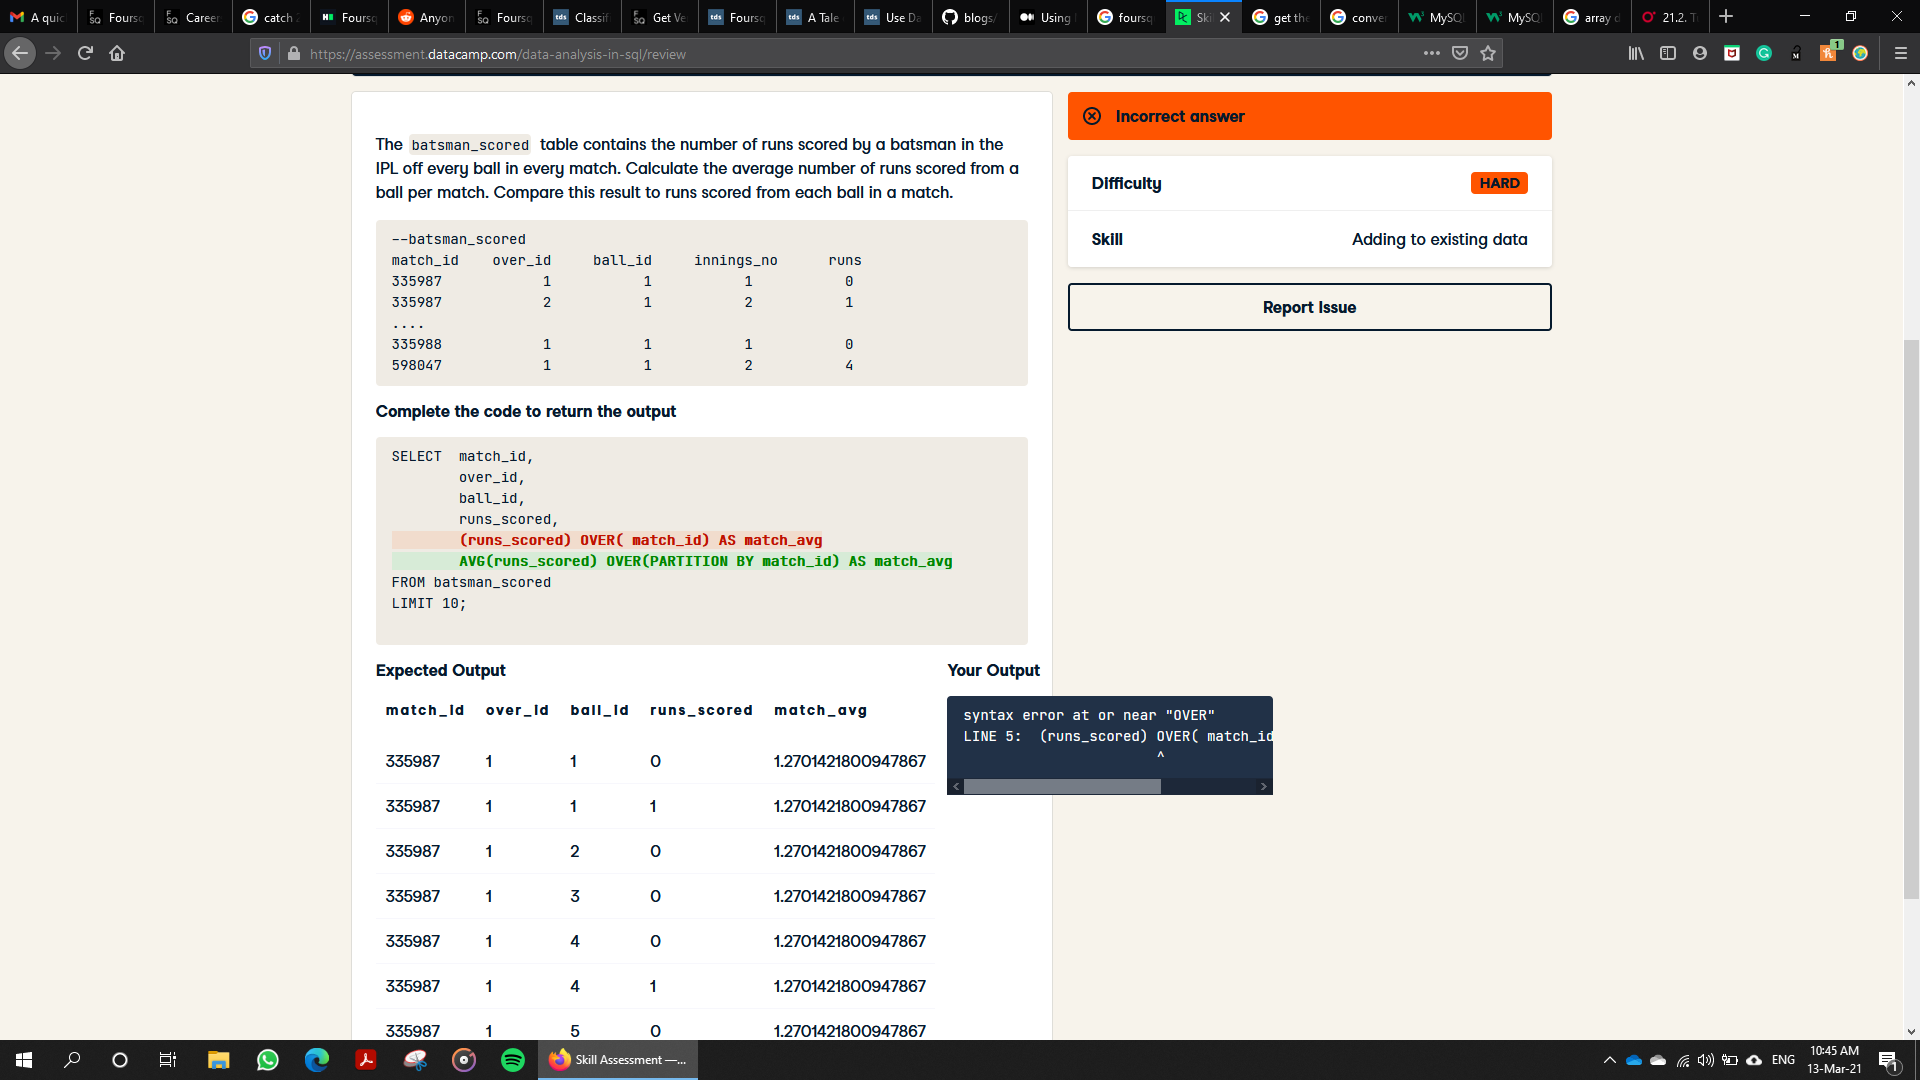 A quic
Foursq
Career
catch 
Foursq
Anyon
Foursq
Classif
Get Ve
Foursq
A Tale
Use Da
blogs/
Using
foursq
Skil
get the
conver
MySQL
MySQL
array d
21.2. T
https://assessment.datacamp.com/data-analysis-in-sql/review
The batsman_scored table contains the number of runs scored by a batsman in the
IPL off every ball in every match. Calculate the average number of runs scored from a
ball per match. Compare this result to runs scored from each ball in a match.
--batsman_scored
match_id over_id ball_id innings_no runs
335987 1 1 1 0
335987 2 1 2 1
....
335988 1 1 1 0
598047 1 1 2 4
Complete the code to return the output
SELECT match_id,
over_id,
ball_id,
runs_scored,
(runs_scored) OVER( match_id) AS match_avg
AVG(runs_scored) OVER(PARTITION BY match_id) AS match_avg
FROM batsman_scored
LIMIT 10;
Expected Output
match_id over_id ball_id runs_scored match_avg
335987 1 1 0 1.2701421800947867
335987 1 1 1 1.2701421800947867
335987 1 2 0 1.2701421800947867
335987 1 3 0 1.2701421800947867
335987 1 4 0 1.2701421800947867
335987 1 4 1 1.2701421800947867
335987 1 5 0 1.2701421800947867
Your Output
syntax error at or near "OVER"
LINE 5: (runs_scored) OVER( match_id
^
Incorrect answer
Difficulty HARD
Skill Adding to existing data
Report Issue
Skill Assessment —...
ENG
10:45 AM
13-Mar-21
1